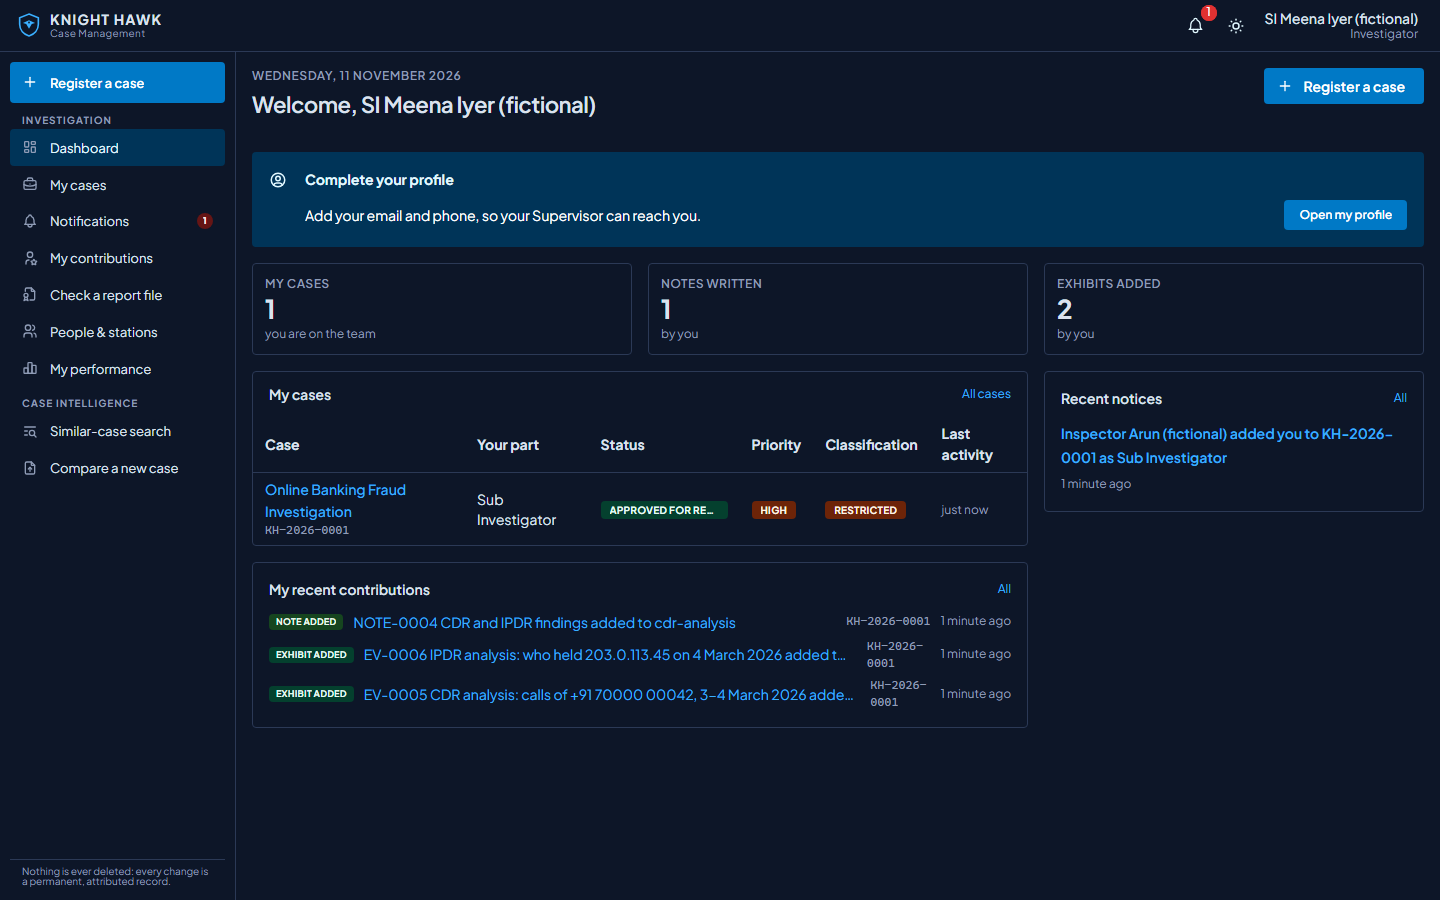 KNIGHT HAWK
Case Management
1
SI Meena Iyer (fictional)
Investigator
Register a case
INVESTIGATION
Dashboard
My cases
Notifications 1
My contributions
Check a report file
People & stations
My performance
CASE INTELLIGENCE
Similar-case search
Compare a new case
Nothing is ever deleted: every change is
a permanent, attributed record.
WEDNESDAY, 11 NOVEMBER 2026
Welcome, SI Meena Iyer (fictional)
Register a case
Complete your profile
Add your email and phone, so your Supervisor can reach you.
Open my profile
MY CASES
1
you are on the team
NOTES WRITTEN
1
by you
EXHIBITS ADDED
2
by you
My cases All cases
Case Your part Status Priority Classification Last
activity
Online Banking Fraud
Investigation
KH-2026-0001
Sub
Investigator
APPROVED FOR RE...
HIGH
RESTRICTED
just now
Recent notices All
Inspector Arun (fictional) added you to KH-2026-
0001 as Sub Investigator
1 minute ago
My recent contributions All
NOTE ADDED NOTE-0004 CDR and IPDR findings added to cdr-analysis KH-2026-0001 1 minute ago
EXHIBIT ADDED EV-0006 IPDR analysis: who held 203.0.113.45 on 4 March 2026 added t... KH-2026-
0001 1 minute ago
EXHIBIT ADDED EV-0005 CDR analysis: calls of +91 70000 00042, 3-4 March 2026 adde... KH-2026-
0001 1 minute ago